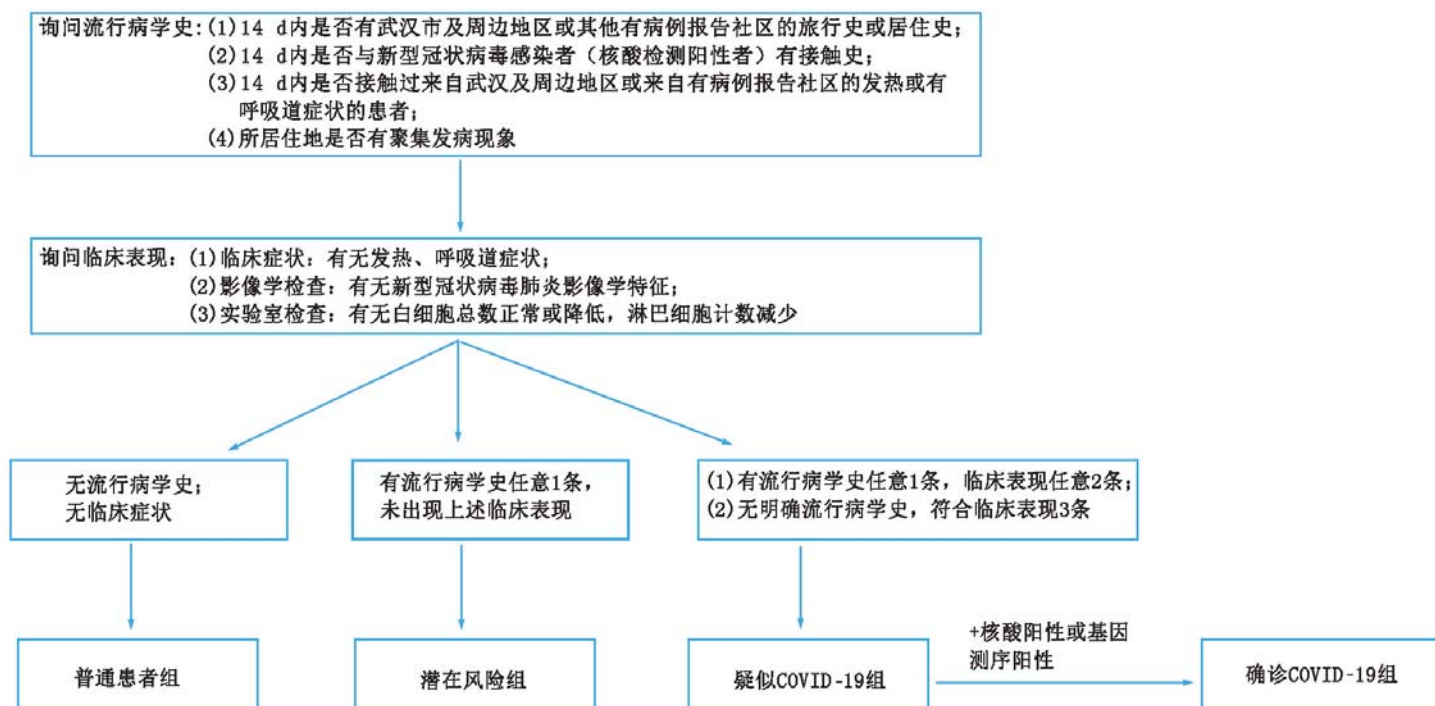 询问流行病学史:(1)14 d内是否有武汉市及周边地区或其他有病例报告社区的旅行史或居住史;
(2)14 d内是否与新型冠状病毒感染者（核酸检测阳性者）有接触史;
(3)14 d内是否接触过来自武汉及周边地区或来自有病例报告社区的发热或有
呼吸道症状的患者;
(4)所居住地是否有聚集发病现象
询问临床表现：(1)临床症状：有无发热、呼吸道症状;
(2)影像学检查：有无新型冠状病毒肺炎影像学特征;
(3)实验室检查：有无白细胞总数正常或降低，淋巴细胞计数减少
无流行病学史;
无临床症状
有流行病学史任意1条，
未出现上述临床表现
(1)有流行病学史任意1条，临床表现任意2条;
(2)无明确流行病学史，符合临床表现3条
普通患者组
潜在风险组
疑似COVID-19组
+核酸阳性或基因
测序阳性
确诊COVID-19组